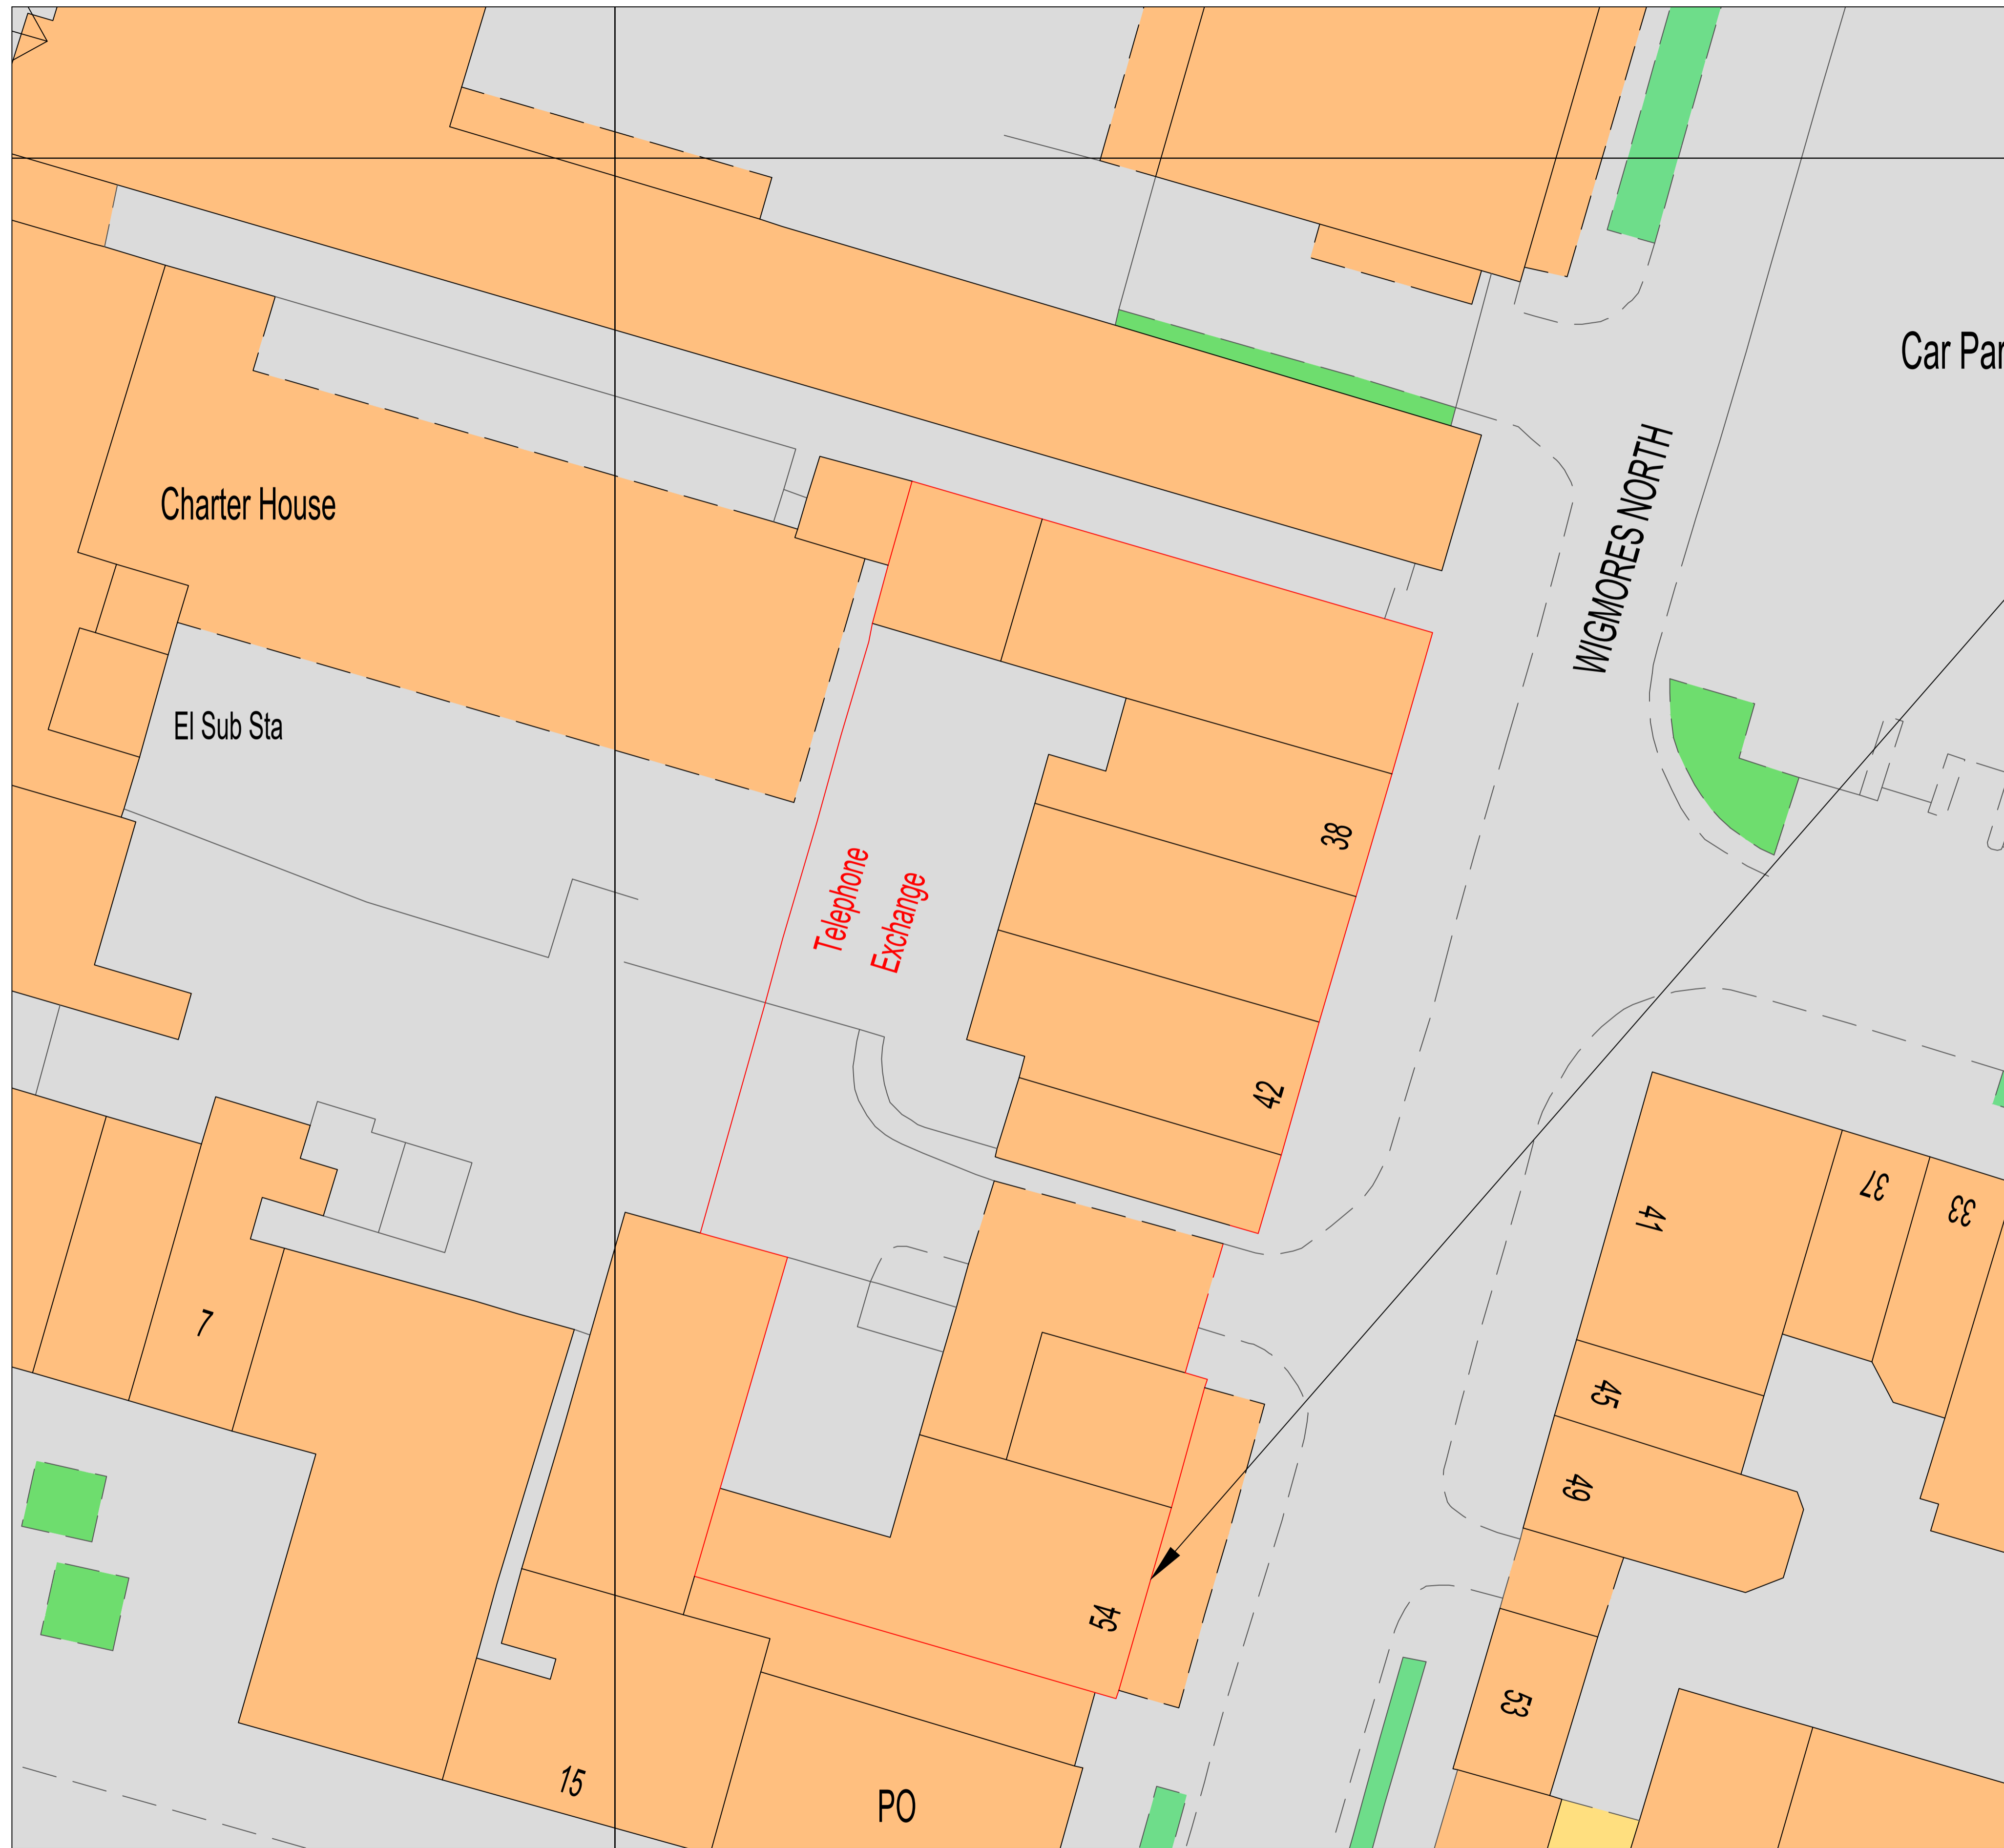 Car Par
WIGMORES NORTH
Charter House
El Sub Sta
38
Telephone
Exchange
42
37
33
41
7
45
49
54
53
15
PO